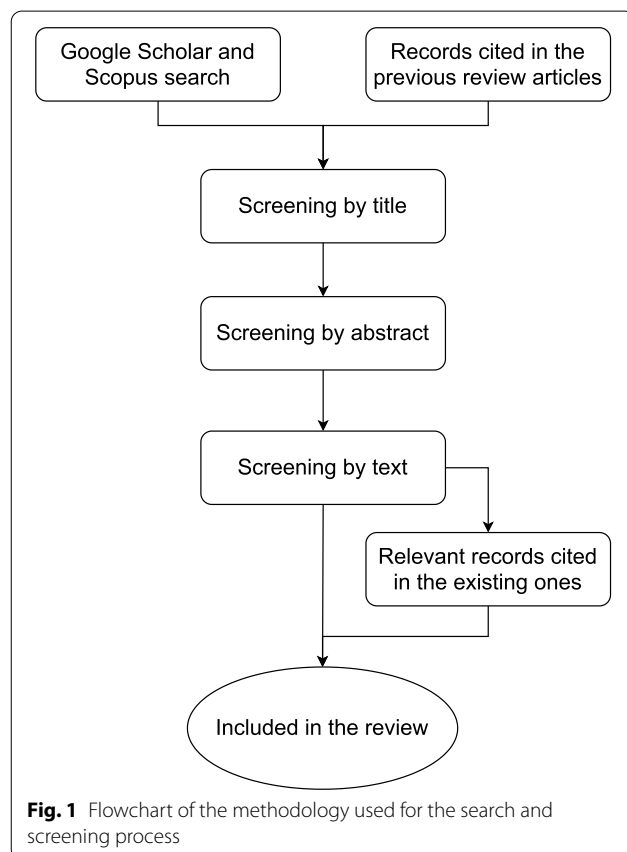 Google Scholar and
Scopus search
Records cited in the
previous review articles
Screening by title
Screening by abstract
Screening by text
Relevant records cited
in the existing ones
Included in the review
Fig. 1 Flowchart of the methodology used for the search and
screening process